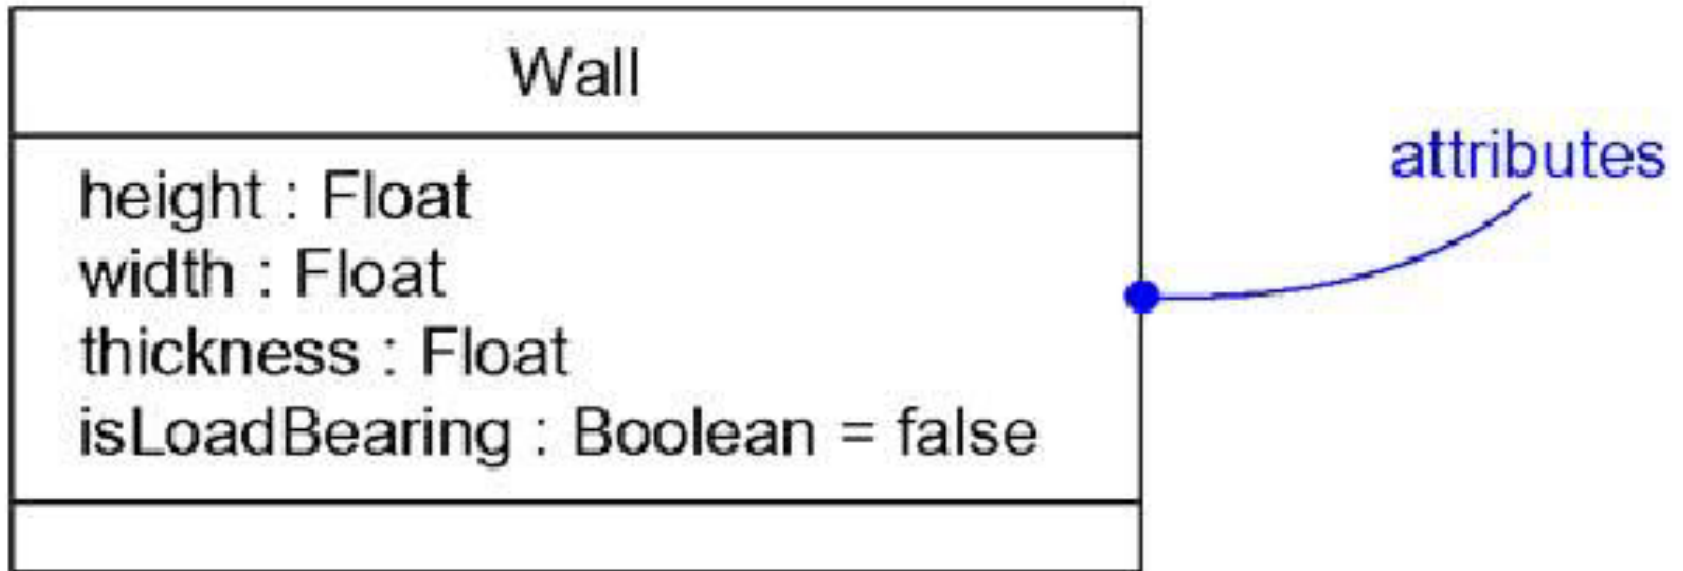 Wall
attributes
height : Float
width : Float
thickness : Float
isLoadBearing : Boolean = false